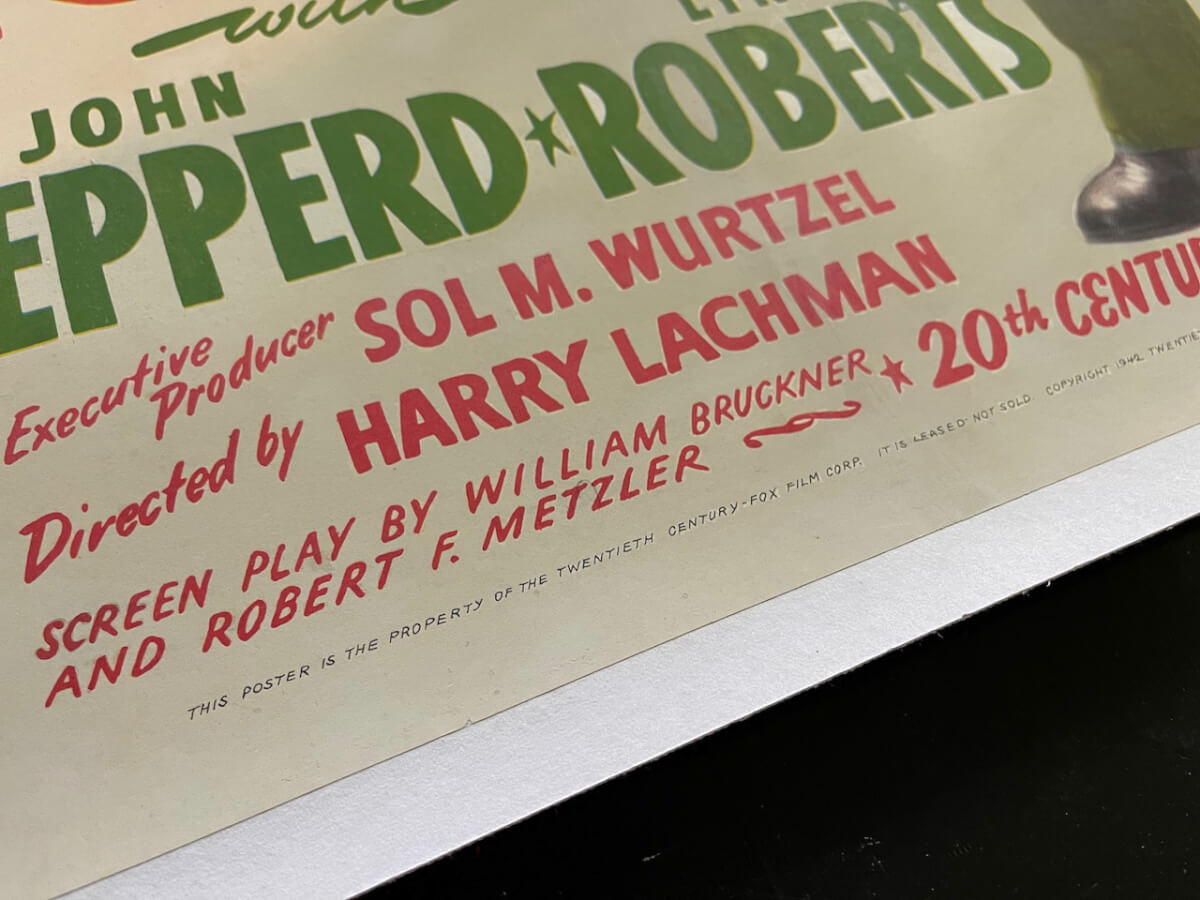 with
JOHN
EPPERD ★ ROBERTS
Executive
Producer SOL M. WURTZEL
Directed by HARRY LACHMAN
SCREEN PLAY BY WILLIAM BRUCKNER
AND ROBERT F. METZLER
★ 20th CENTU
THIS POSTER IS THE PROPERTY OF THE TWENTIETH CENTURY-FOX FILM CORP. IT IS LEASED-NOT SOLD. COPYRIGHT 1942 TWENTIE